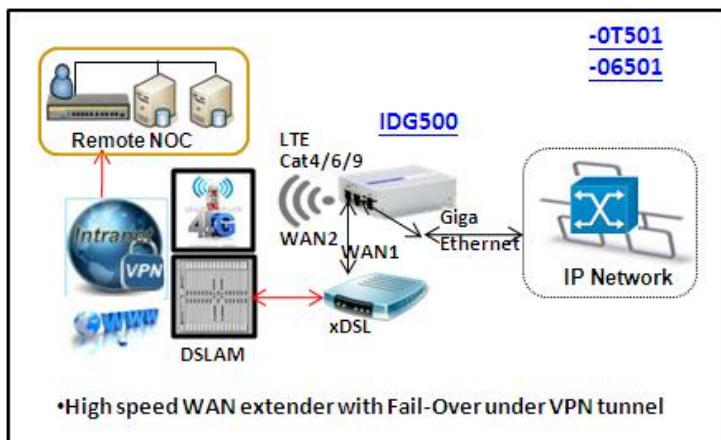 -0T501
-06501
Remote NOC
IDG500
LTE
Cat4/6/9
4G
Intranet
VPN
WAN2
WAN1
Giga
Ethernet
IP Network
www
DSLAM
xDSL
•High speed WAN extender with Fail-Over under VPN tunnel